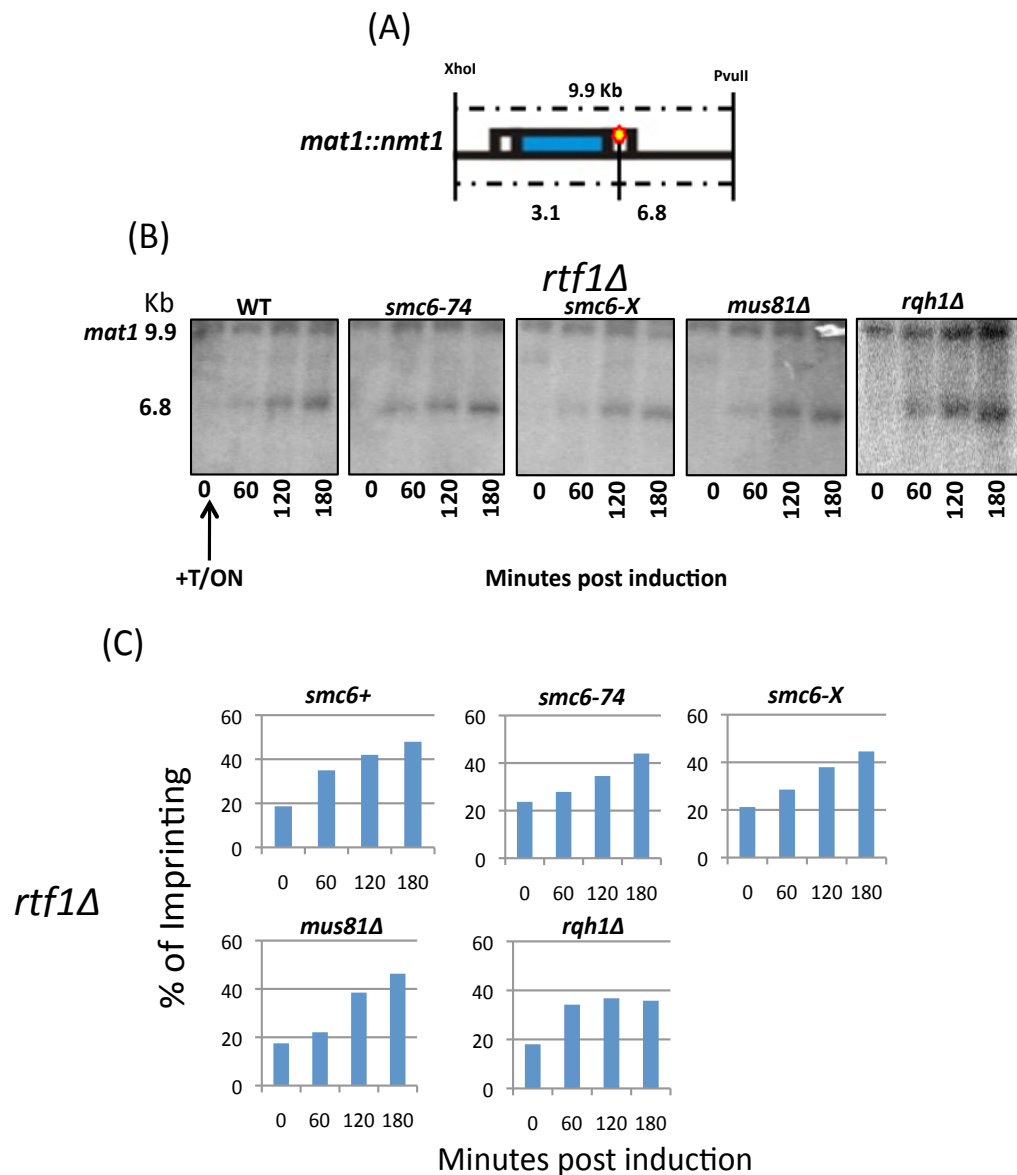 (A)
XhoI PvuII
9.9 Kb
mat1::nmt1
3.1 6.8
(B)
rtf1Δ
Kb WT smc6-74 smc6-X mus81Δ rqh1Δ
mat1 9.9
6.8
0 60 120 180 0 60 120 180 0 60 120 180 0 60 120 180 0 60 120 180
+T/ON Minutes post induction
(C)
smc6+ smc6-74 smc6-X
60 60 60
40 40 40
20 20 20
0 0 0
0 60 120 180 0 60 120 180 0 60 120 180
rtf1Δ
% of Imprinting
mus81Δ rqh1Δ
60 60
40 40
20 20
0 0
0 60 120 180 0 60 120 180
Minutes post induction